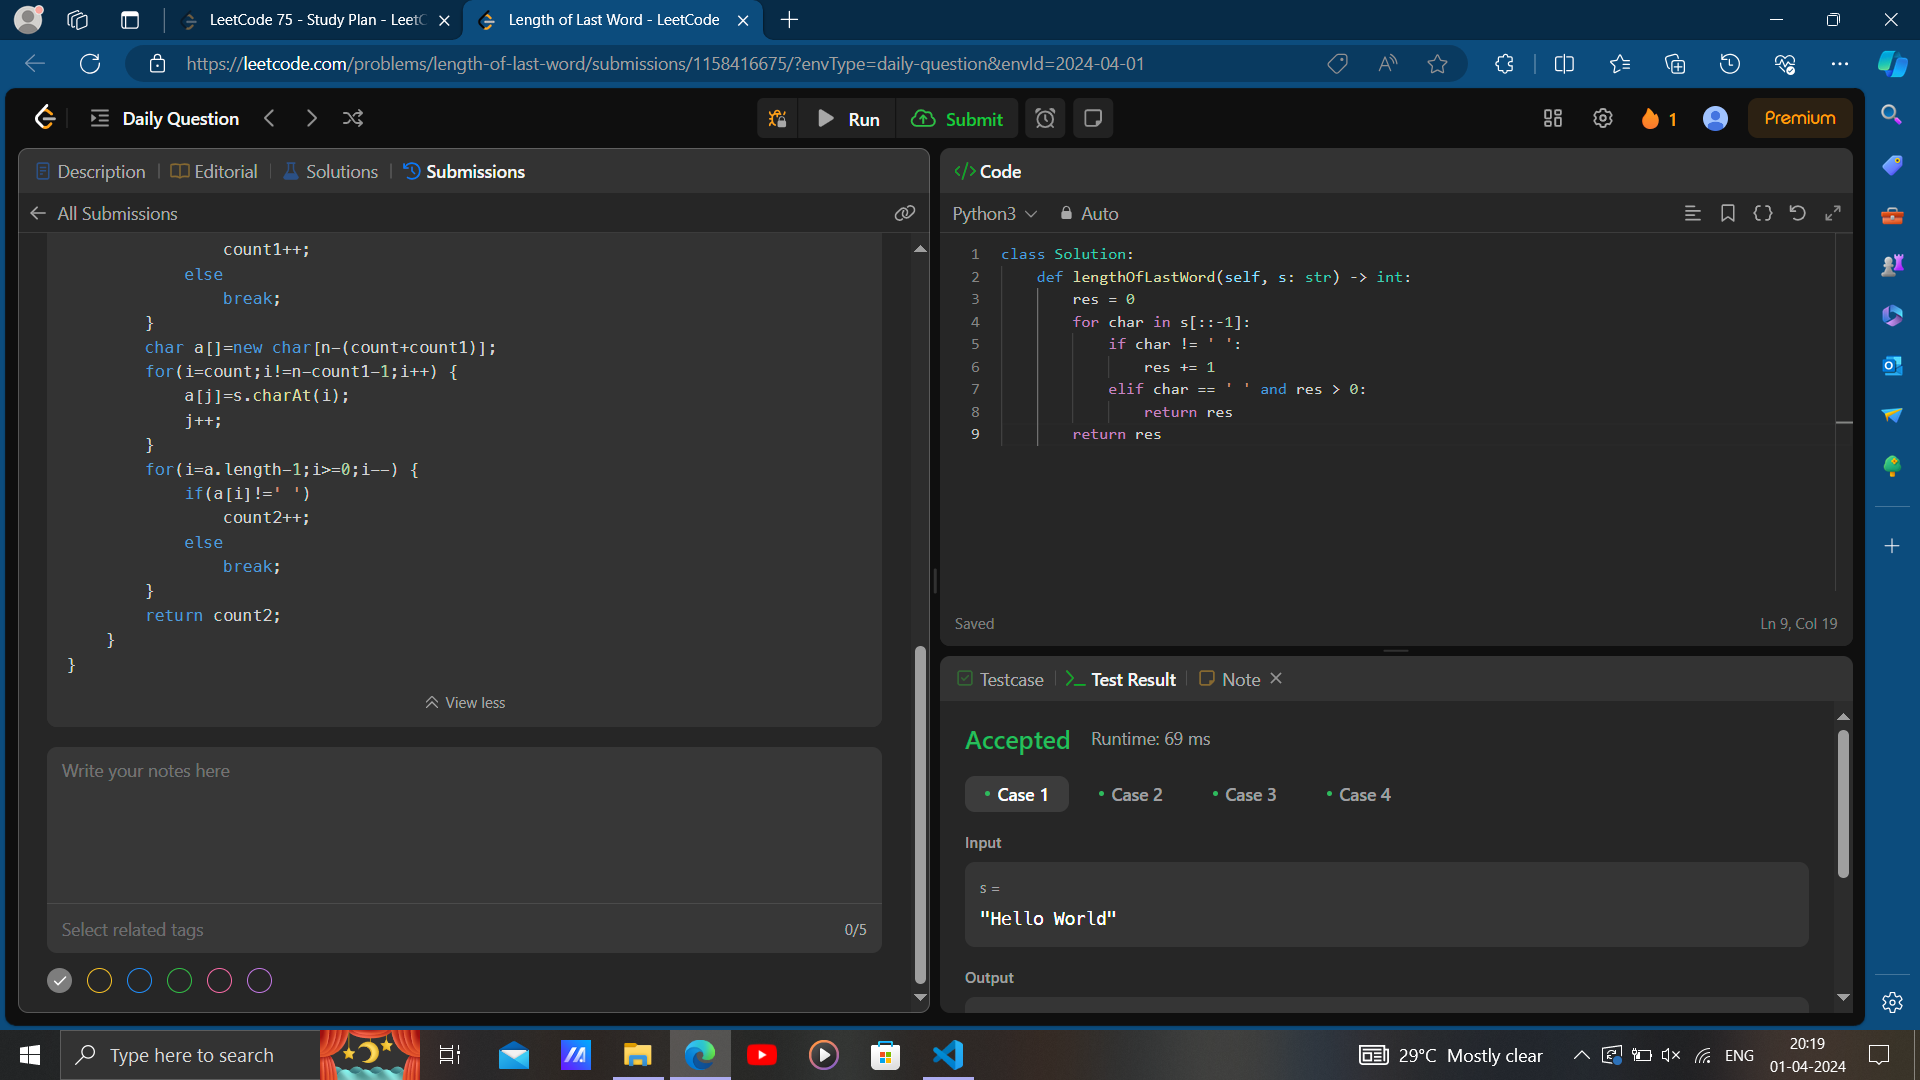 LeetCode 75 - Study Plan - LeetC
Length of Last Word - LeetCode
https://leetcode.com/problems/length-of-last-word/submissions/1158416675/?envType=daily-question&envId=2024-04-01
Daily Question
Run
Submit
1
Premium
Description
Editorial
Solutions
Submissions
All Submissions
count1++;
else
break;
}
char a[]=new char[n-(count+count1)];
for(i=count;i!=n-count1-1;i++) {
a[j]=s.charAt(i);
j++;
}
for(i=a.length-1;i>=0;i--) {
if(a[i]!=' ')
count2++;
else
break;
}
return count2;
}
}
View less
Write your notes here
Select related tags
0/5
</> Code
Python3
Auto
1 class Solution:
2 def lengthOfLastWord(self, s: str) -> int:
3 res = 0
4 for char in s[::-1]:
5 if char != ' ':
6 res += 1
7 elif char == ' ' and res > 0:
8 return res
9 return res
Saved
Ln 9, Col 19
Testcase
Test Result
Note
Accepted
Runtime: 69 ms
Case 1
Case 2
Case 3
Case 4
Input
s =
"Hello World"
Output
Type here to search
29°C Mostly clear
ENG
20:19
01-04-2024